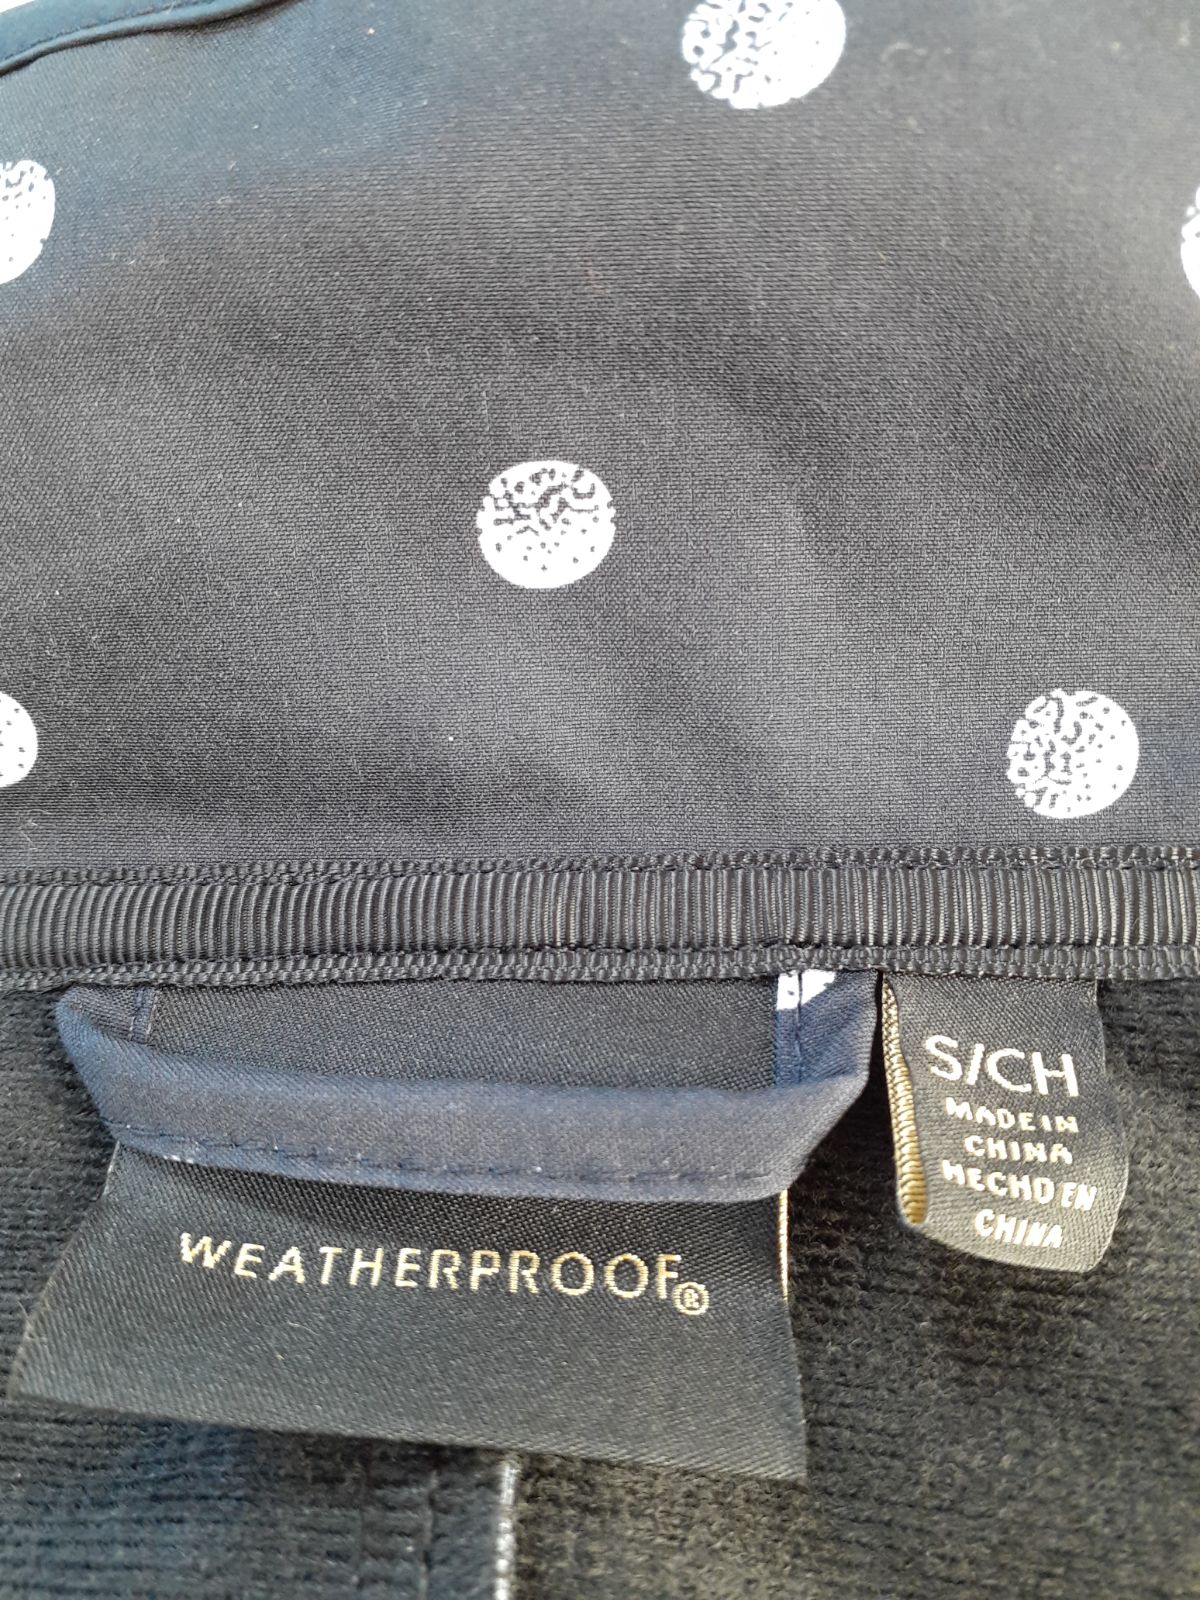 WEATHERPROOF®
S/CH
MADE IN
CHINA
HECHO EN
CHINA